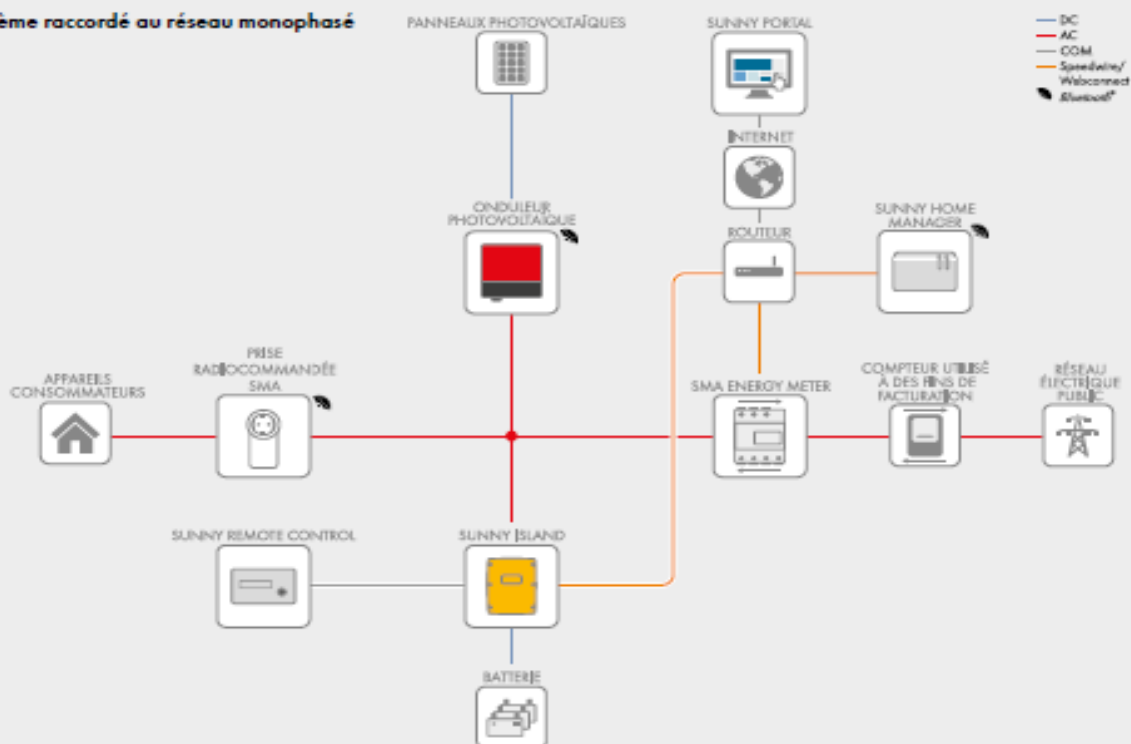 ème raccordé au réseau monophasé
PANNEAUX PHOTOVOLTAÏQUES
SUNNY PORTAL
DC
AC
COM
Speedwire/
Webconnect
Bluetooth®
INTERNET
ONDULEUR
PHOTOVOLTAÏQUE
ROUTEUR
SUNNY HOME
MANAGER
APPAREILS
CONSOMMATEURS
PRISE
RADIOCOMMANDÉE
SMA
SMA ENERGY METER
COMPTEUR UTILISÉ
À DES FINS DE
FACTURATION
RÉSEAU
ÉLECTRIQUE
PUBLIC
SUNNY REMOTE CONTROL
SUNNY ISLAND
BATTERIE